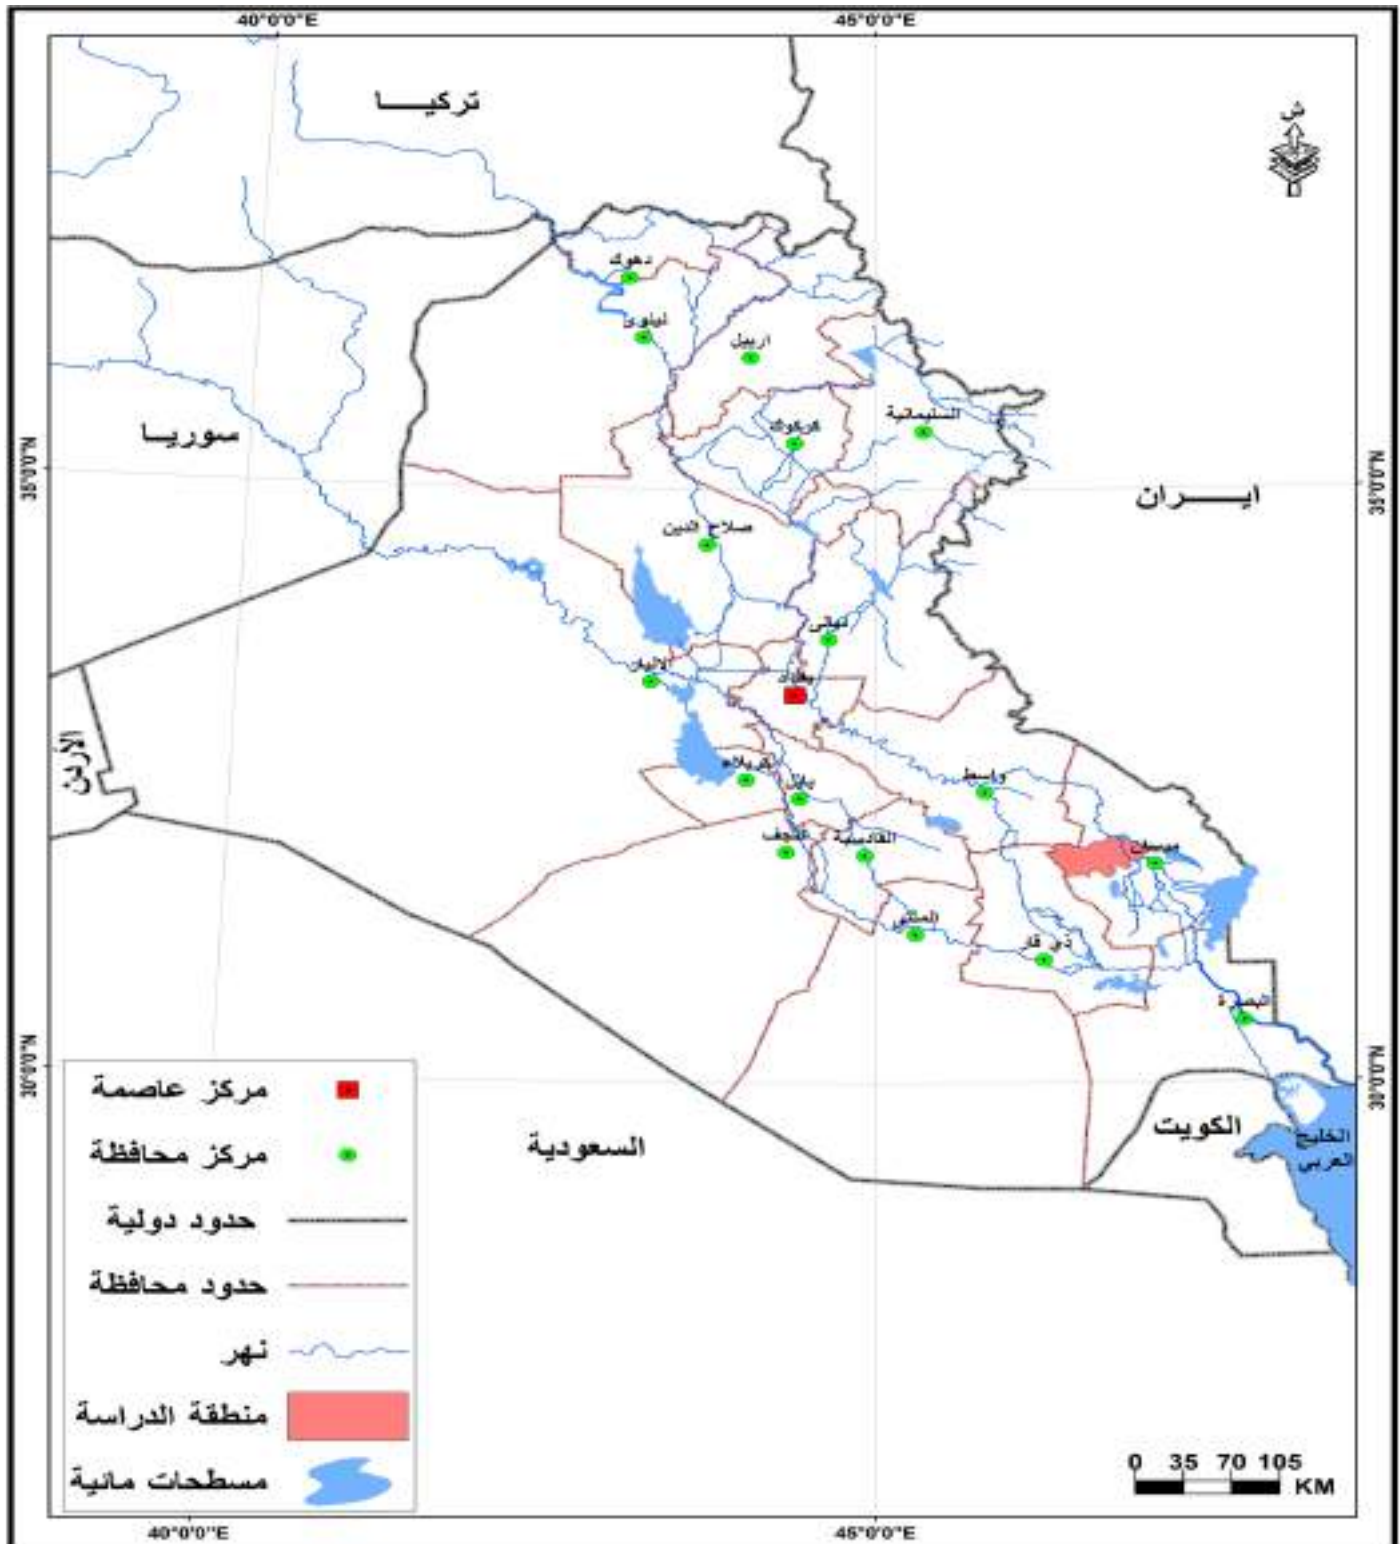 40°0'0"E
45°0'0"E
ش
تركيـــا
دهوك
نينوى
اربيل
السليمانية
كركوك
سوريـا
ايـــران
35°0'0"N
35°0'0"N
صلاح الدين
ديالى
الانبار
بغداد
الأردن
كربلاء
بابل
واسط
النجف
القادسية
ميسان
المثنى
ذي قار
البصرة
30°0'0"N
30°0'0"N
السعودية
الكويت
الخليج
العربي
مركز عاصمة
مركز محافظة
حدود دولية
حدود محافظة
نهر
منطقة الدراسة
مسطحات مائية
0 35 70 105
KM
40°0'0"E
45°0'0"E